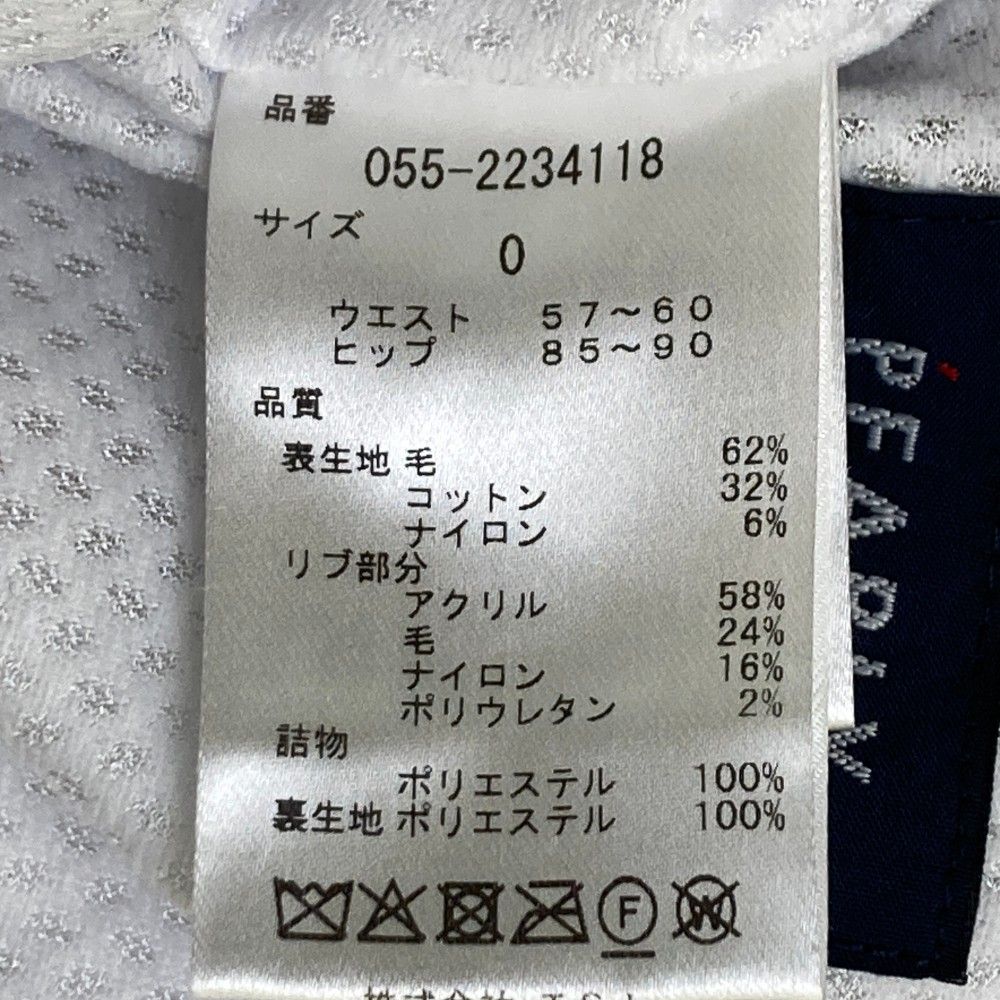 品番
055-2234118
サイズ
0
ウエスト 57～60
ヒップ 85～90
品質
表生地 毛 62%
コットン 32%
ナイロン 6%
リブ部分
アクリル 58%
毛 24%
ナイロン 16%
ポリウレタン 2%
詰物
ポリエステル 100%
裏生地 ポリエステル 100%
F
W
PEARLY